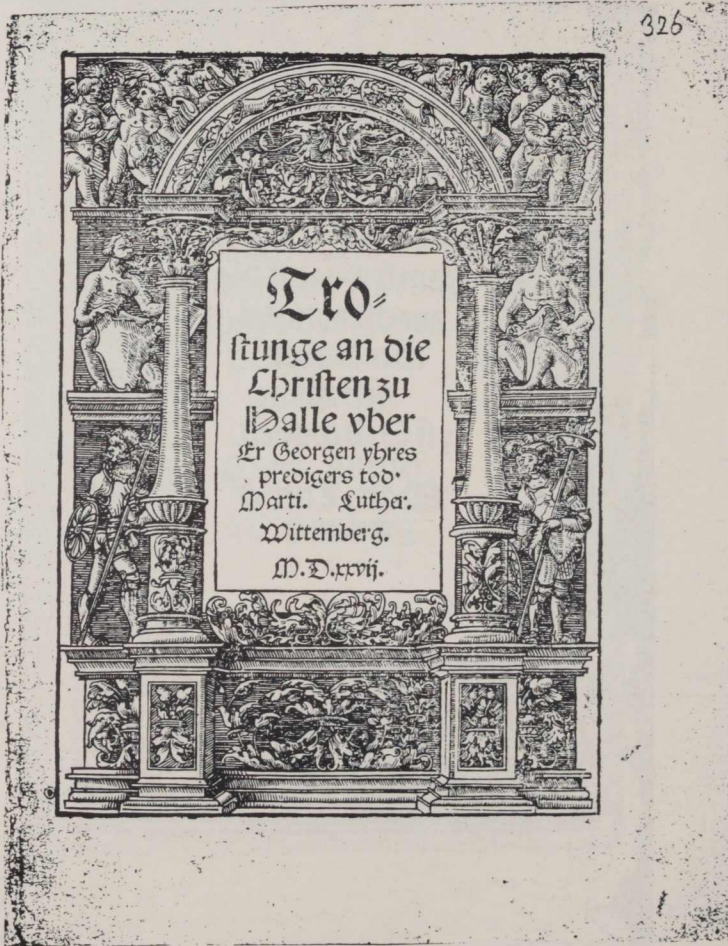 326
Tro⸗
ſtunge an die
Chriſten zu
Halle vber
Er Georgen yhres
predigers tod.
Marti. Luther.
Wittemberg.
M.D.xxvij.